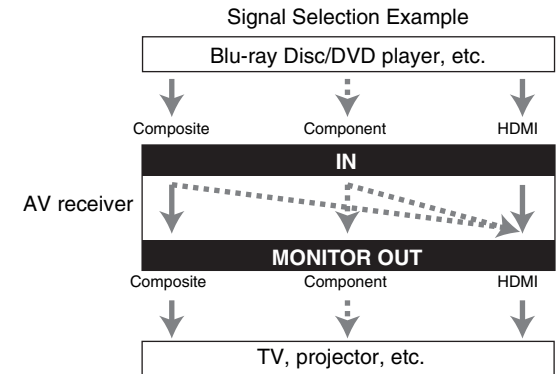 Signal Selection Example
Blu-ray Disc/DVD player, etc.
Composite Component HDMI
IN
AV receiver
MONITOR OUT
Composite Component HDMI
TV, projector, etc.